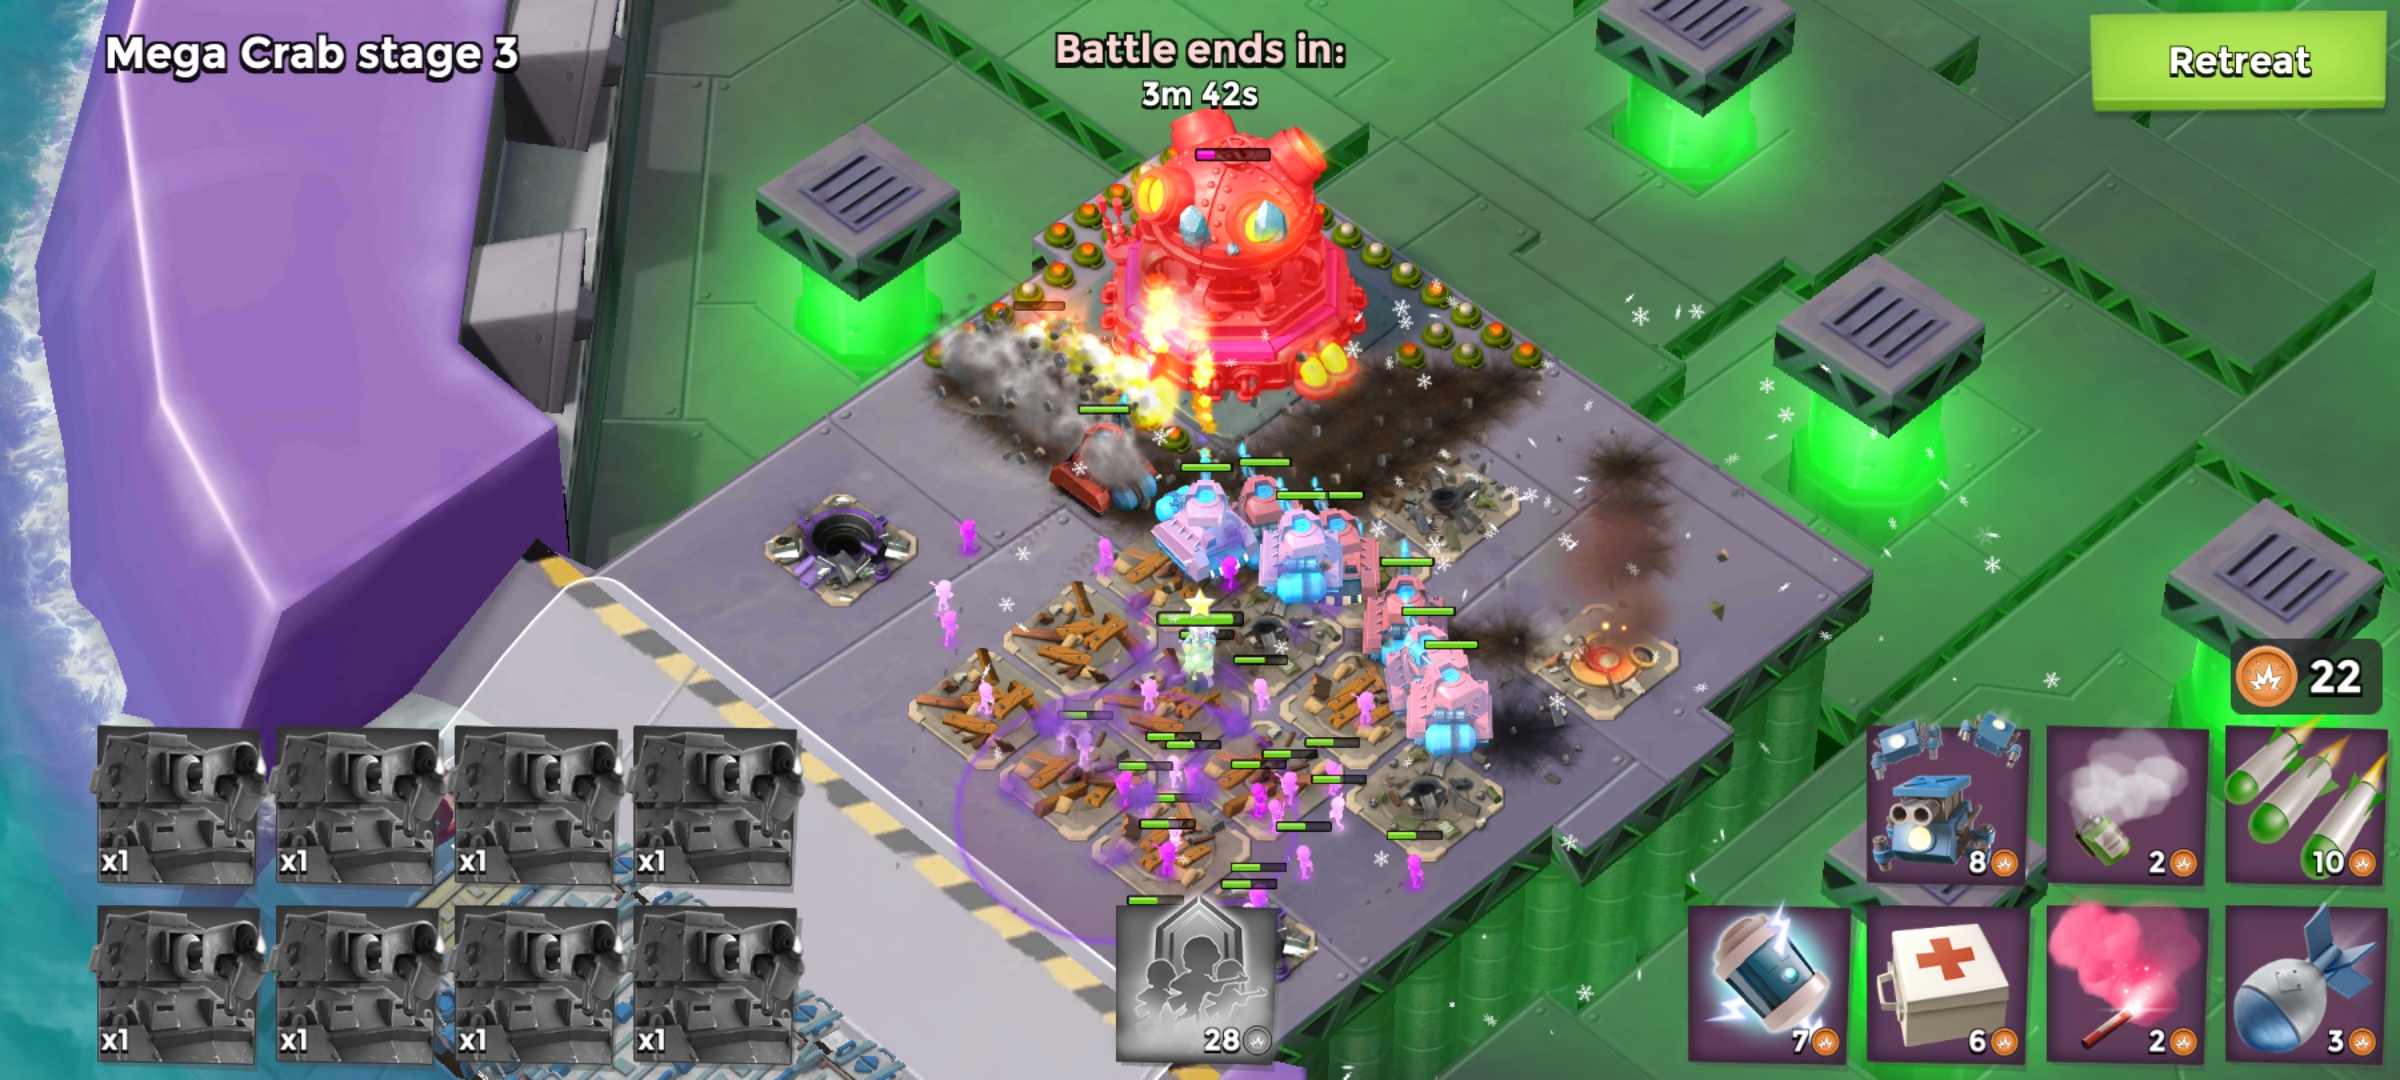 Mega Crab stage 3
Battle ends in:
3m 42s
Retreat
22
x1
x1
x1
x1
8
2
10
x1
x1
x1
x1
28
7
6
2
3